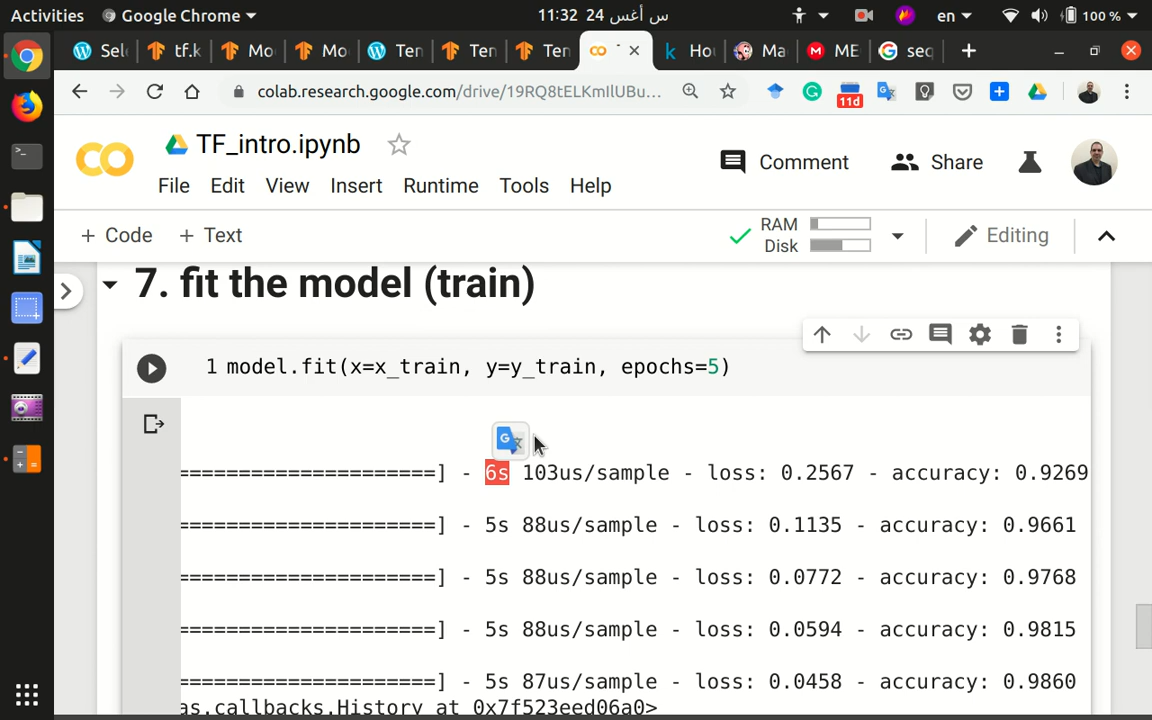 Activities Google Chrome 11:32 24 س أغس en 100 %
Sel tf.k Mo Mo Ten Ten Ten Hou Ma ME seq
colab.research.google.com/drive/19RQ8tELKmIlUBu... 11d
TF_intro.ipynb
Comment Share
File Edit View Insert Runtime Tools Help
+ Code + Text RAM Disk Editing
7. fit the model (train)
1 model.fit(x=x_train, y=y_train, epochs=5)
=====================] - 6s 103us/sample - loss: 0.2567 - accuracy: 0.9269
=====================] - 5s 88us/sample - loss: 0.1135 - accuracy: 0.9661
=====================] - 5s 88us/sample - loss: 0.0772 - accuracy: 0.9768
=====================] - 5s 88us/sample - loss: 0.0594 - accuracy: 0.9815
=====================] - 5s 87us/sample - loss: 0.0458 - accuracy: 0.9860
as.callbacks.History at 0x7f523eed06a0>